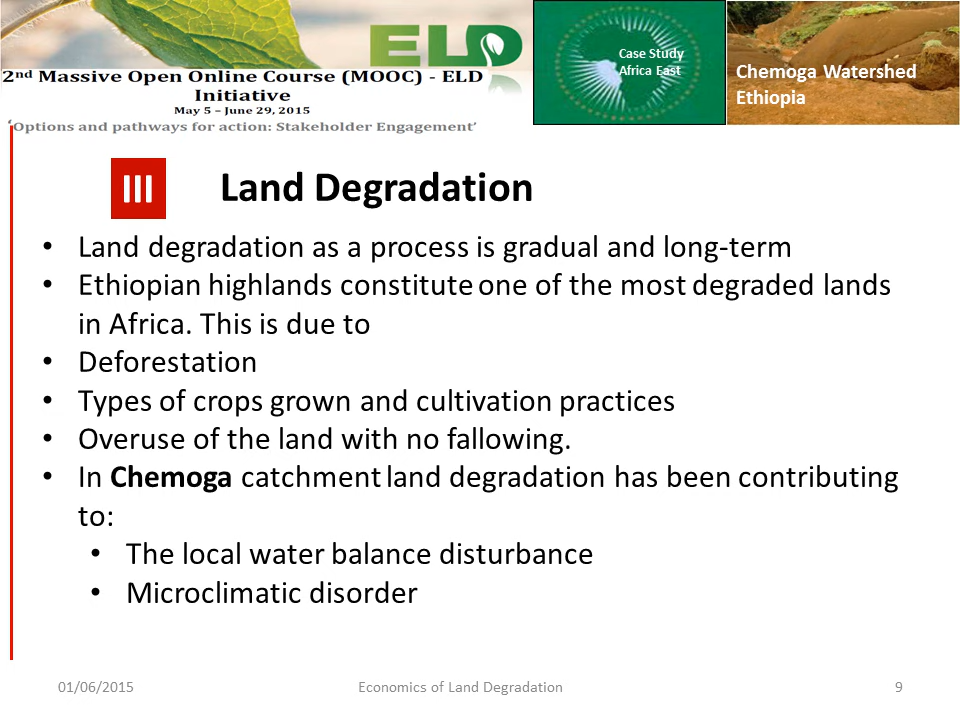 ELD
2nd Massive Open Online Course (MOOC) - ELD
Initiative
May 5 – June 29, 2015
‘Options and pathways for action: Stakeholder Engagement’
Case Study
Africa East
Chemoga Watershed
Ethiopia
III
Land Degradation
• Land degradation as a process is gradual and long-term
• Ethiopian highlands constitute one of the most degraded lands
in Africa. This is due to
• Deforestation
• Types of crops grown and cultivation practices
• Overuse of the land with no fallowing.
• In Chemoga catchment land degradation has been contributing
to:
• The local water balance disturbance
• Microclimatic disorder
01/06/2015
Economics of Land Degradation
9